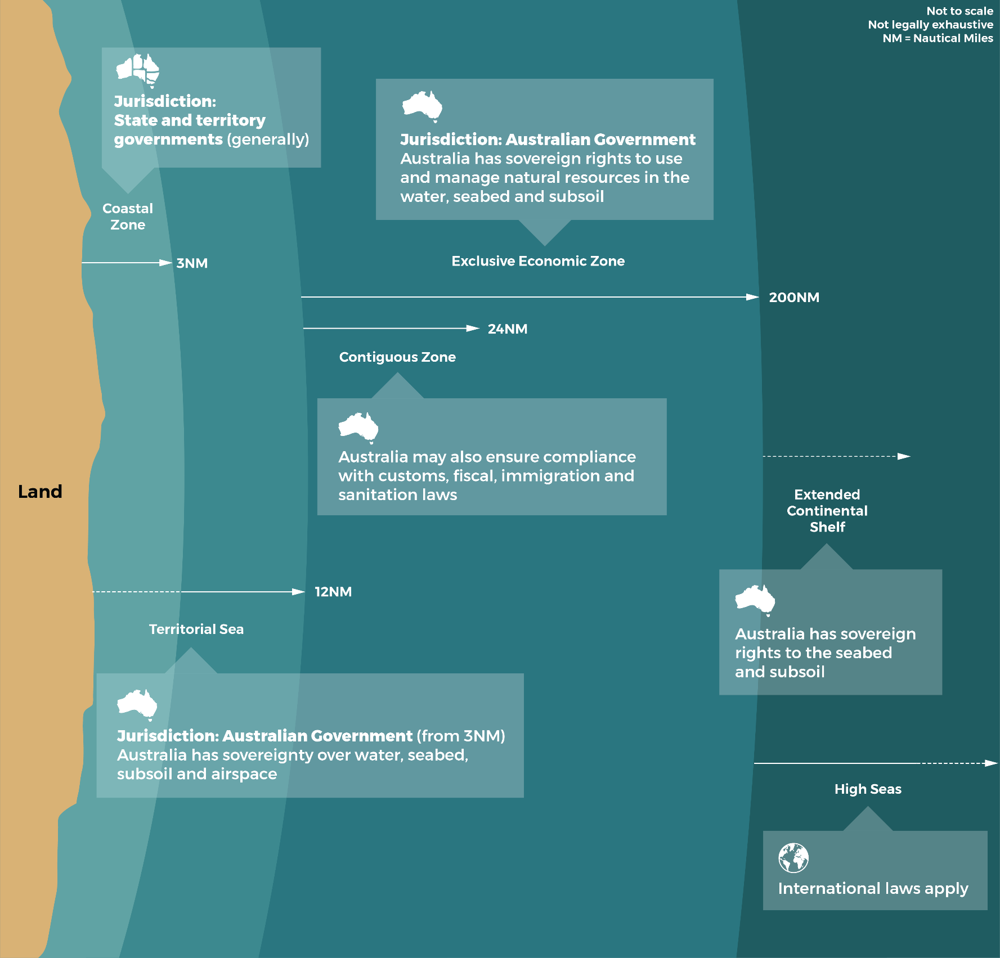 Not to scale
Not legally exhaustive
NM = Nautical Miles
Jurisdiction:
State and territory
governments (generally)
Coastal
Zone
3NM
Jurisdiction: Australian Government
Australia has sovereign rights to use
and manage natural resources in the
water, seabed and subsoil
Exclusive Economic Zone
200NM
24NM
Contiguous Zone
Australia may also ensure compliance
with customs, fiscal, immigration and
sanitation laws
Land
Extended
Continental
Shelf
Australia has sovereign
rights to the seabed
and subsoil
12NM
Territorial Sea
Jurisdiction: Australian Government (from 3NM)
Australia has sovereignty over water, seabed,
subsoil and airspace
High Seas
International laws apply